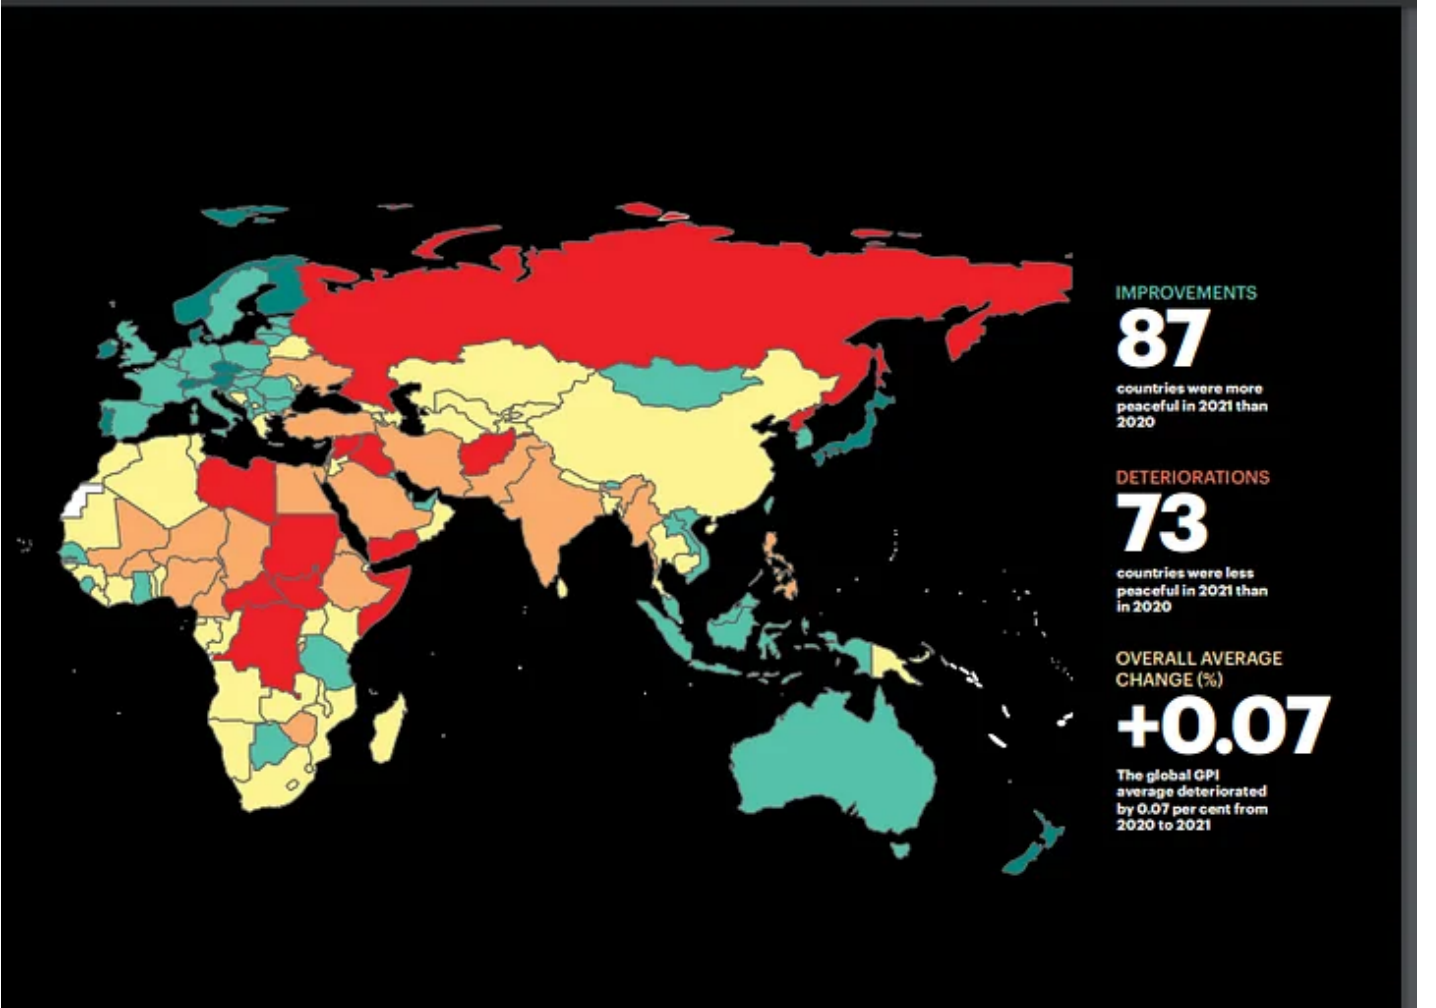 IMPROVEMENTS
87
countries were more
peaceful in 2021 than
2020
DETERIORATIONS
73
countries were less
peaceful in 2021 than
in 2020
OVERALL AVERAGE
CHANGE (%)
+0.07
The global GPI
average deteriorated
by 0.07 per cent from
2020 to 2021